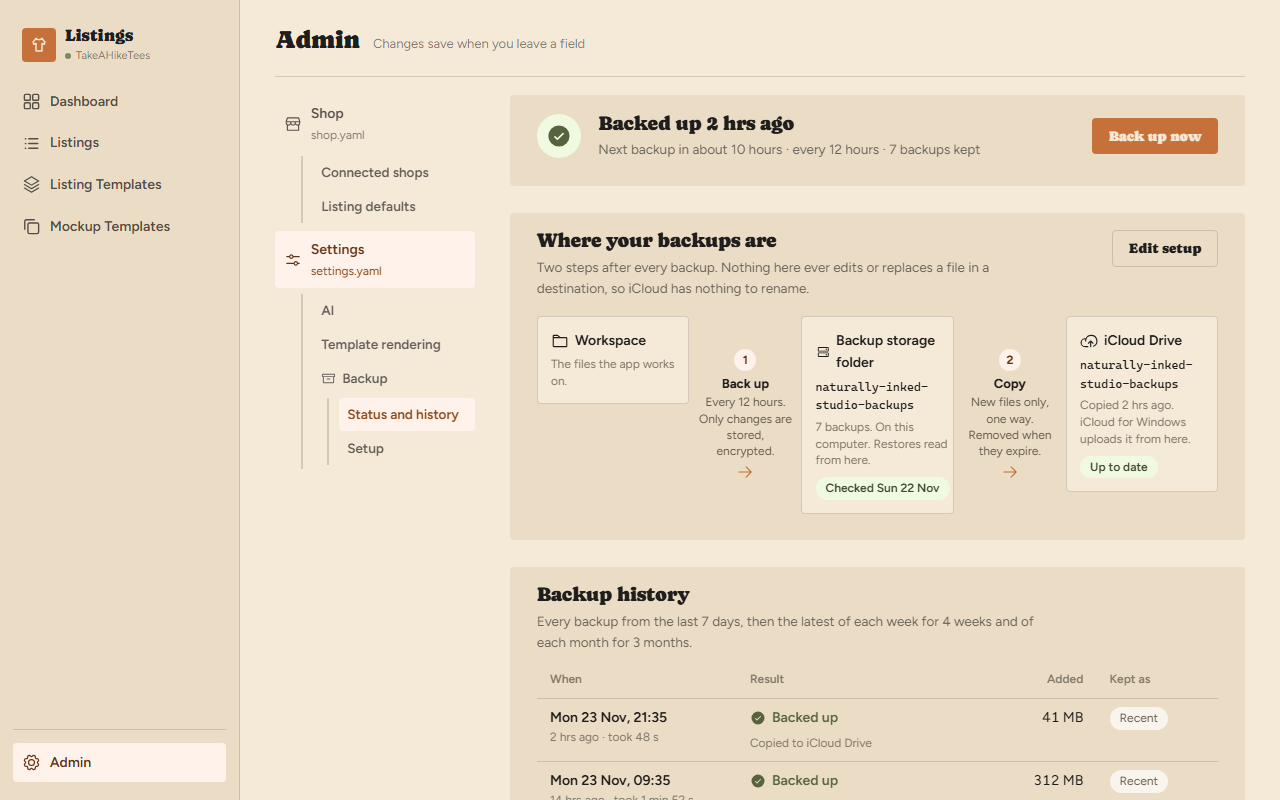 Listings
TakeAHikeTees
Dashboard
Listings
Listing Templates
Mockup Templates
Admin
Admin
Changes save when you leave a field
Shop
shop.yaml
Connected shops
Listing defaults
Settings
settings.yaml
AI
Template rendering
Backup
Status and history
Setup
Backed up 2 hrs ago
Next backup in about 10 hours · every 12 hours · 7 backups kept
Back up now
Where your backups are
Two steps after every backup. Nothing here ever edits or replaces a file in a
destination, so iCloud has nothing to rename.
Edit setup
Workspace
The files the app works
on.
1
Back up
Every 12 hours.
Only changes are
stored,
encrypted.
Backup storage
folder
naturally-inked-
studio-backups
7 backups. On this
computer. Restores read
from here.
Checked Sun 22 Nov
2
Copy
New files only,
one way.
Removed when
they expire.
iCloud Drive
naturally-inked-
studio-backups
Copied 2 hrs ago.
iCloud for Windows
uploads it from here.
Up to date
Backup history
Every backup from the last 7 days, then the latest of each week for 4 weeks and of
each month for 3 months.
When Result Added Kept as
Mon 23 Nov, 21:35 Backed up 41 MB Recent
2 hrs ago · took 48 s Copied to iCloud Drive
Mon 23 Nov, 09:35 Backed up 312 MB Recent
14 hrs ago · took 1 min 52 s